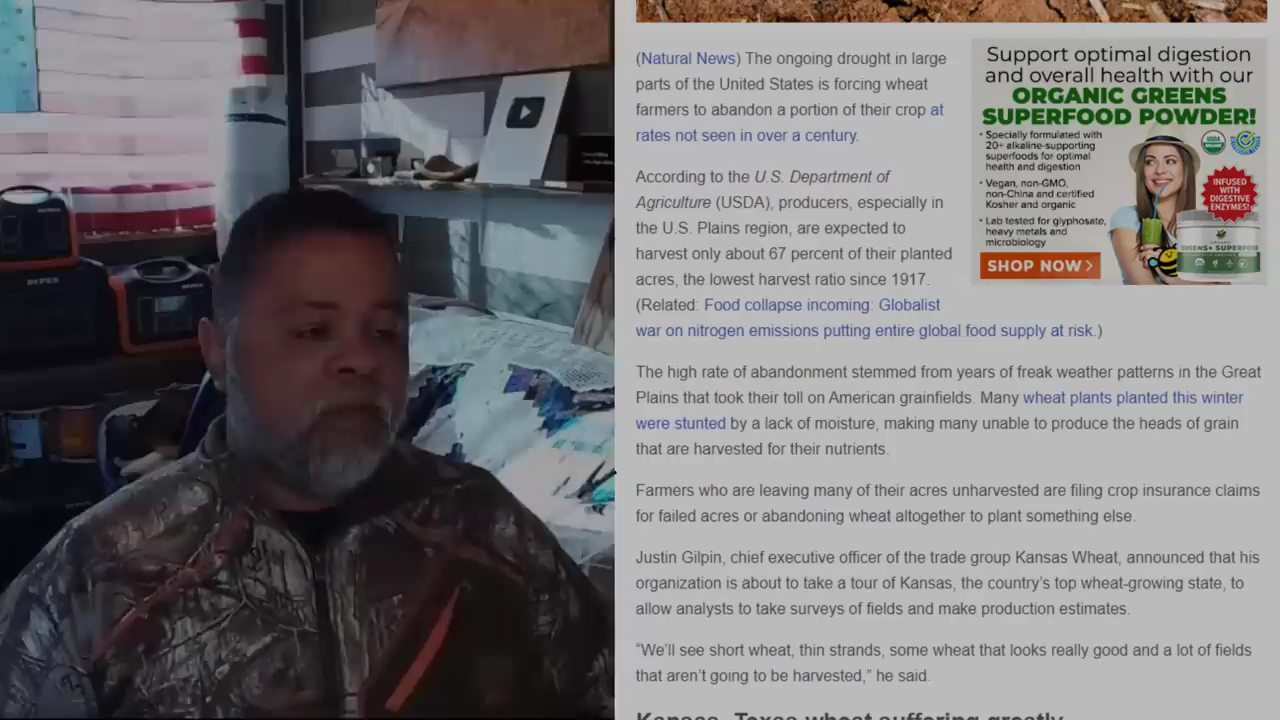 (Natural News) The ongoing drought in large
parts of the United States is forcing wheat
farmers to abandon a portion of their crop at
rates not seen in over a century.
According to the U.S. Department of
Agriculture (USDA), producers, especially in
the U.S. Plains region, are expected to
harvest only about 67 percent of their planted
acres, the lowest harvest ratio since 1917.
(Related: Food collapse incoming: Globalist
war on nitrogen emissions putting entire global food supply at risk.)
The high rate of abandonment stemmed from years of freak weather patterns in the Great
Plains that took their toll on American grainfields. Many wheat plants planted this winter
were stunted by a lack of moisture, making many unable to produce the heads of grain
that are harvested for their nutrients.
Farmers who are leaving many of their acres unharvested are filing crop insurance claims
for failed acres or abandoning wheat altogether to plant something else.
Justin Gilpin, chief executive officer of the trade group Kansas Wheat, announced that his
organization is about to take a tour of Kansas, the country's top wheat-growing state, to
allow analysts to take surveys of fields and make production estimates.
“We'll see short wheat, thin strands, some wheat that looks really good and a lot of fields
that aren't going to be harvested,” he said.
Kansas, Texas wheat suffering greatly
Support optimal digestion
and overall health with our
ORGANIC GREENS
SUPERFOOD POWDER!
• Specially formulated with
20+ alkaline-supporting
superfoods for optimal
health and digestion
• Vegan, non-GMO,
non-China and certified
Kosher and organic
• Lab tested for glyphosate,
heavy metals and
microbiology
INFUSED
WITH
DIGESTIVE
ENZYMES!
SHOP NOW >